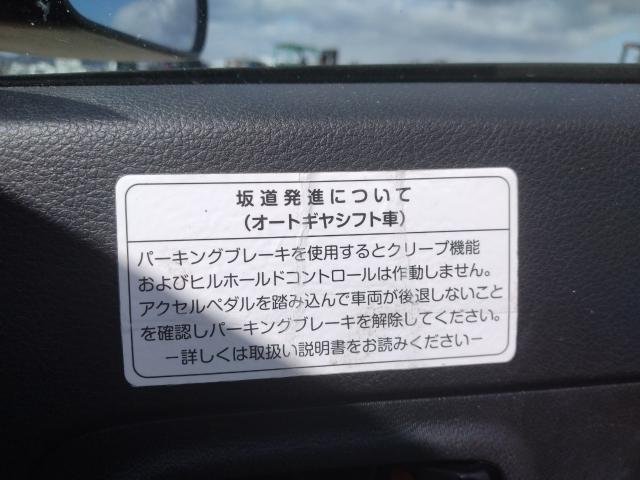 坂道発進について
（オートギヤシフト車）
パーキングブレーキを使用するとクリープ機能
およびヒルホールドコントロールは作動しません。
アクセルペダルを踏み込んで車両が後退しないこと
を確認しパーキングブレーキを解除してください。
－詳しくは取扱い説明書をお読みください－